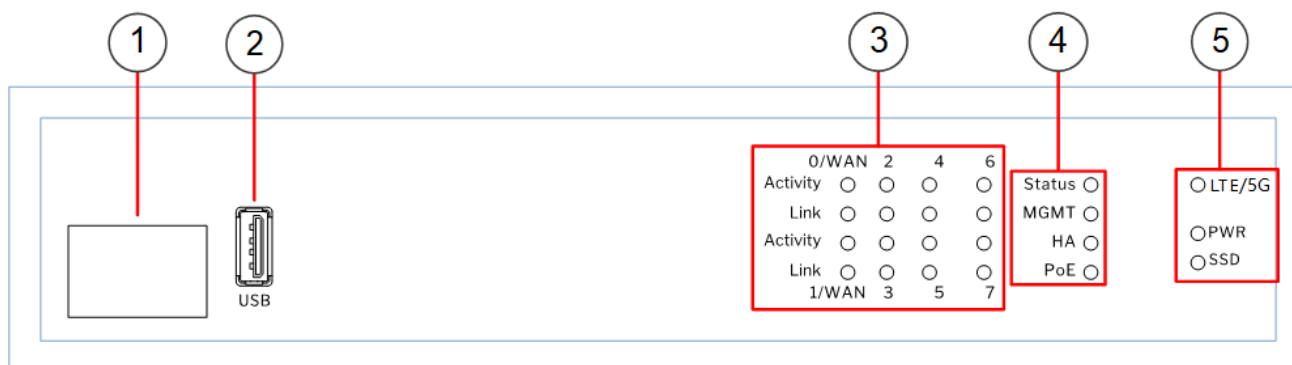 1 2 3 4 5
0/WAN 2 4 6
Activity
Link
Activity
Link
1/WAN 3 5 7
Status
MGMT
HA
PoE
LTE/5G
PWR
SSD
USB